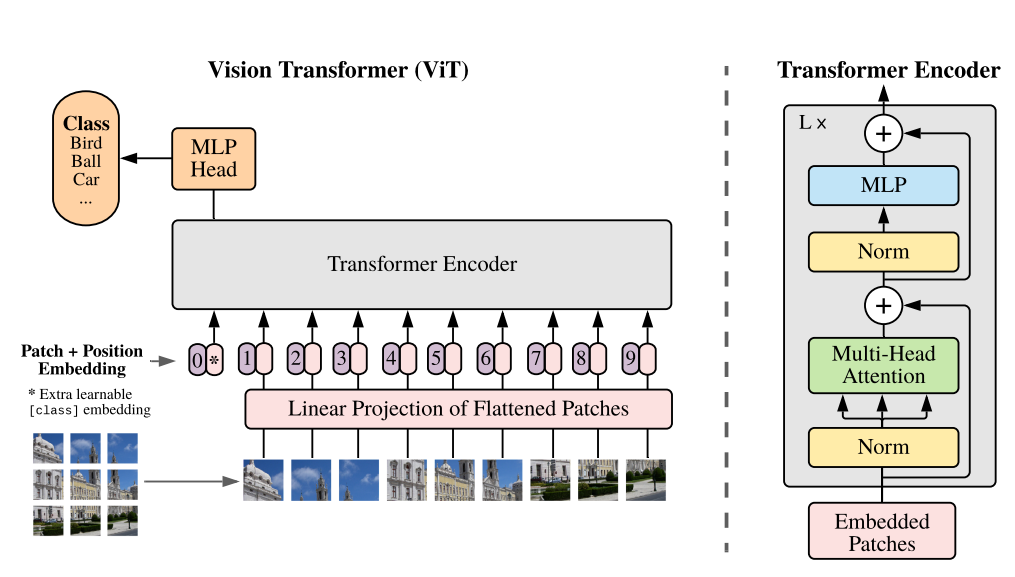 Vision Transformer (ViT)
Class
Bird
Ball
Car
...
MLP
Head
Transformer Encoder
Patch + Position
Embedding
* Extra learnable
[class] embedding
0 * 1 2 3 4 5 6 7 8 9
Linear Projection of Flattened Patches
Transformer Encoder
L x
+
MLP
Norm
+
Multi-Head
Attention
Norm
Embedded
Patches